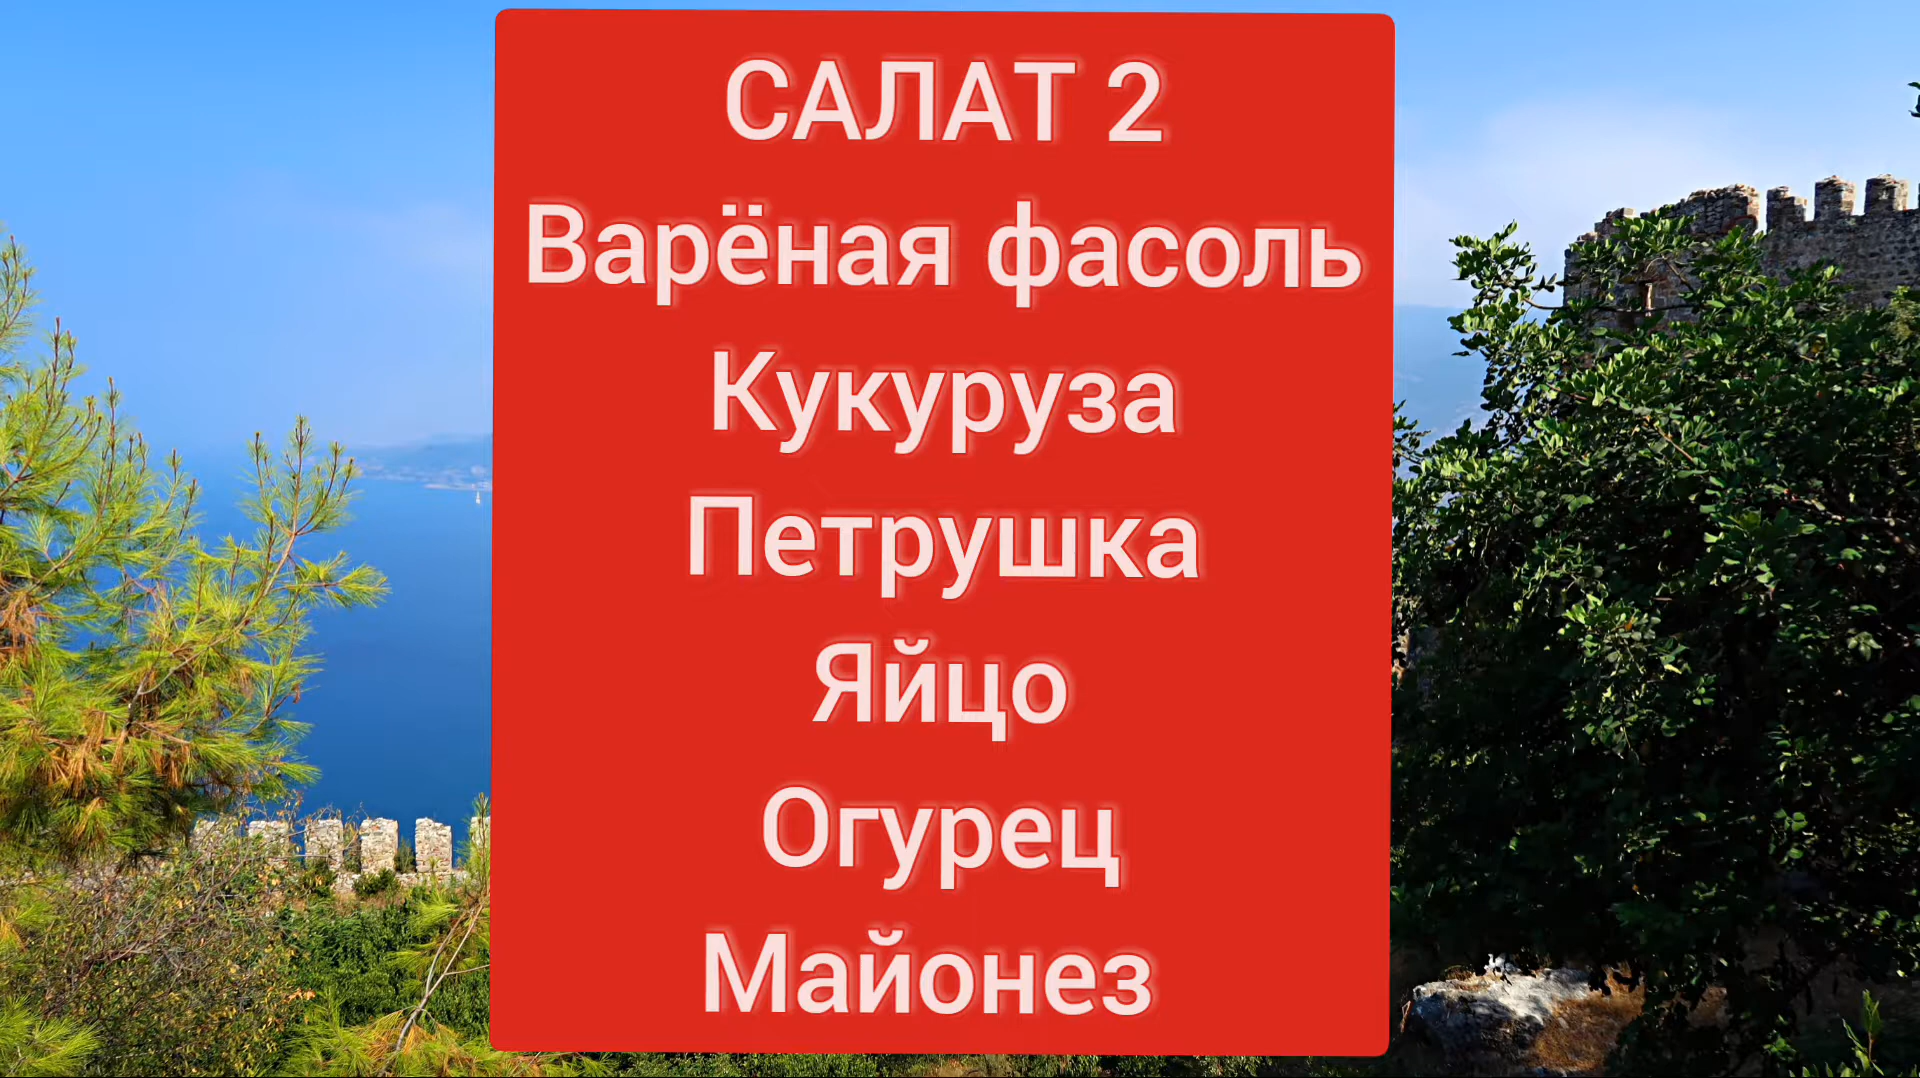 САЛАТ 2
Варёная фасоль
Кукуруза
Петрушка
Яйцо
Огурец
Майонез